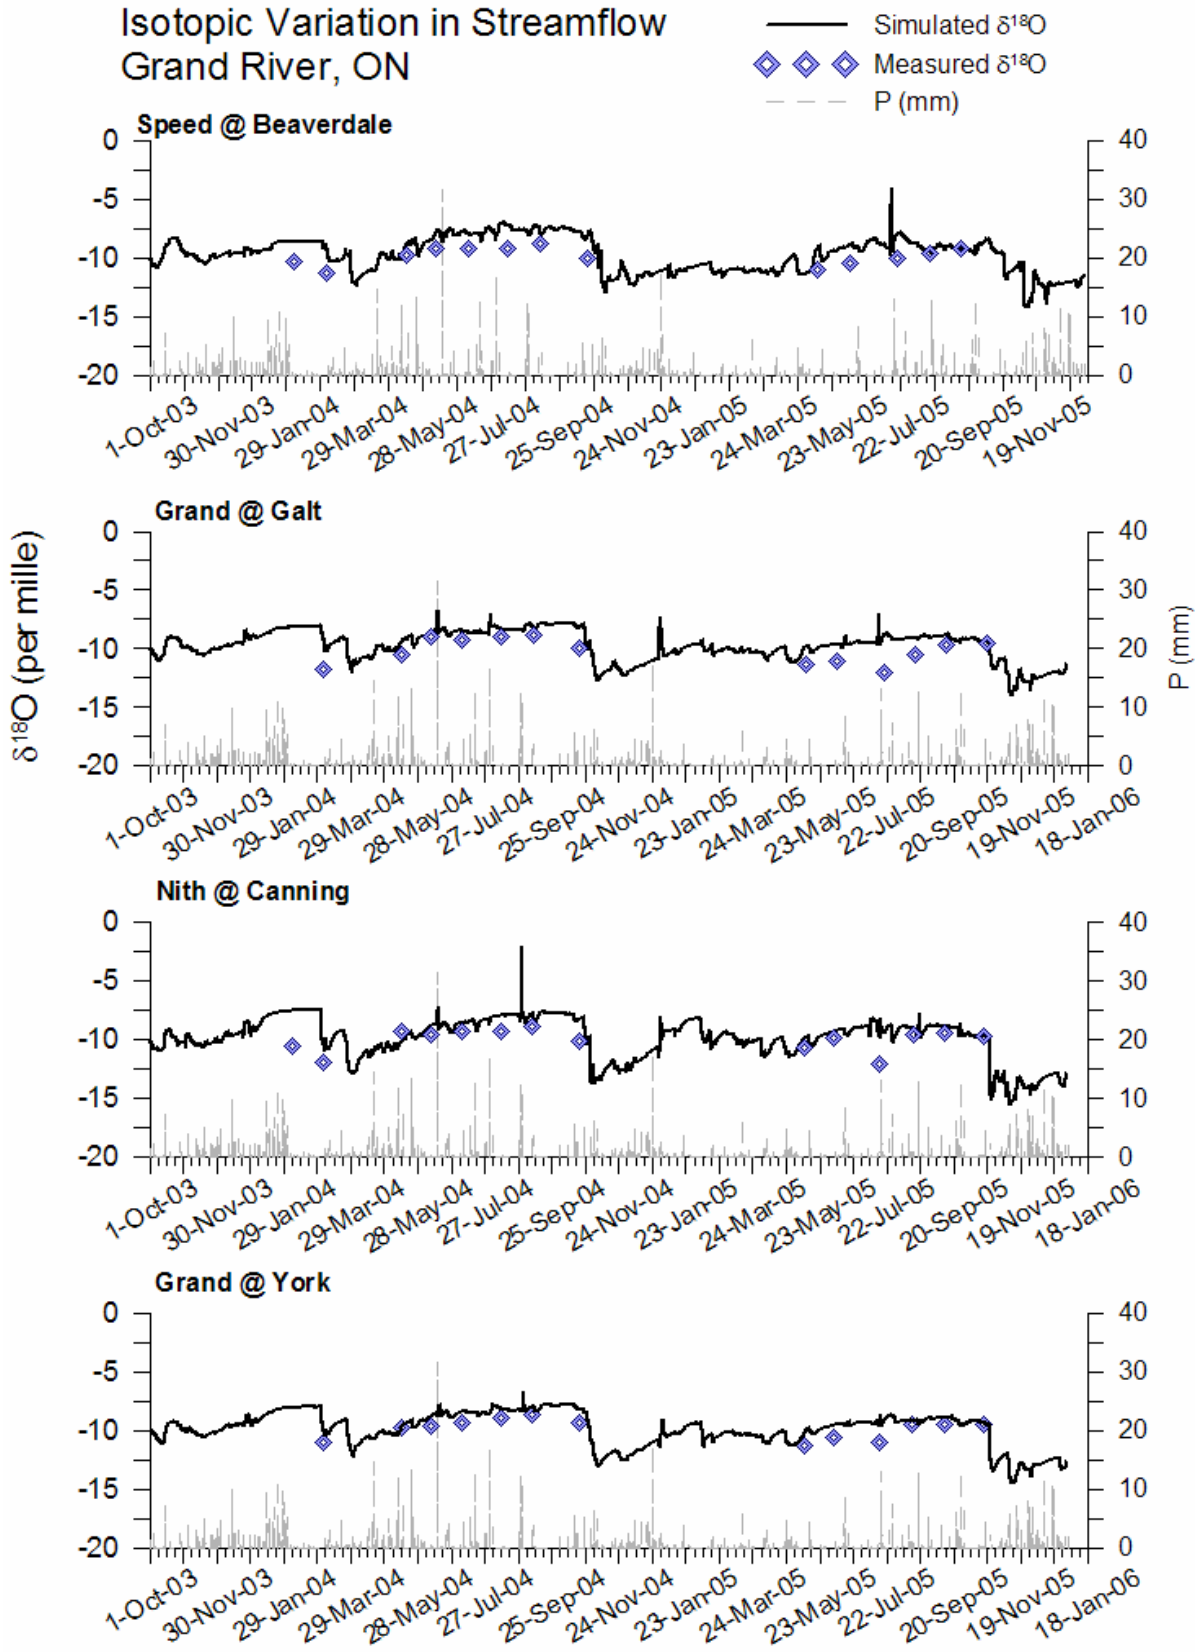 Isotopic Variation in Streamflow
Grand River, ON
Simulated δ¹⁸O
Measured δ¹⁸O
P (mm)
δ¹⁸O (per mille)
P (mm)
Speed @ Beaverdale
0 40
-5 30
-10 20
-15 10
-20 0
1-Oct-03 30-Nov-03 29-Jan-04 29-Mar-04 28-May-04 27-Jul-04 25-Sep-04 24-Nov-04 23-Jan-05 24-Mar-05 23-May-05 22-Jul-05 20-Sep-05 19-Nov-05
Grand @ Galt
0 40
-5 30
-10 20
-15 10
-20 0
1-Oct-03 30-Nov-03 29-Jan-04 29-Mar-04 28-May-04 27-Jul-04 25-Sep-04 24-Nov-04 23-Jan-05 24-Mar-05 23-May-05 22-Jul-05 20-Sep-05 19-Nov-05 18-Jan-06
Nith @ Canning
0 40
-5 30
-10 20
-15 10
-20 0
1-Oct-03 30-Nov-03 29-Jan-04 29-Mar-04 28-May-04 27-Jul-04 25-Sep-04 24-Nov-04 23-Jan-05 24-Mar-05 23-May-05 22-Jul-05 20-Sep-05 19-Nov-05 18-Jan-06
Grand @ York
0 40
-5 30
-10 20
-15 10
-20 0
1-Oct-03 30-Nov-03 29-Jan-04 29-Mar-04 28-May-04 27-Jul-04 25-Sep-04 24-Nov-04 23-Jan-05 24-Mar-05 23-May-05 22-Jul-05 20-Sep-05 19-Nov-05 18-Jan-06